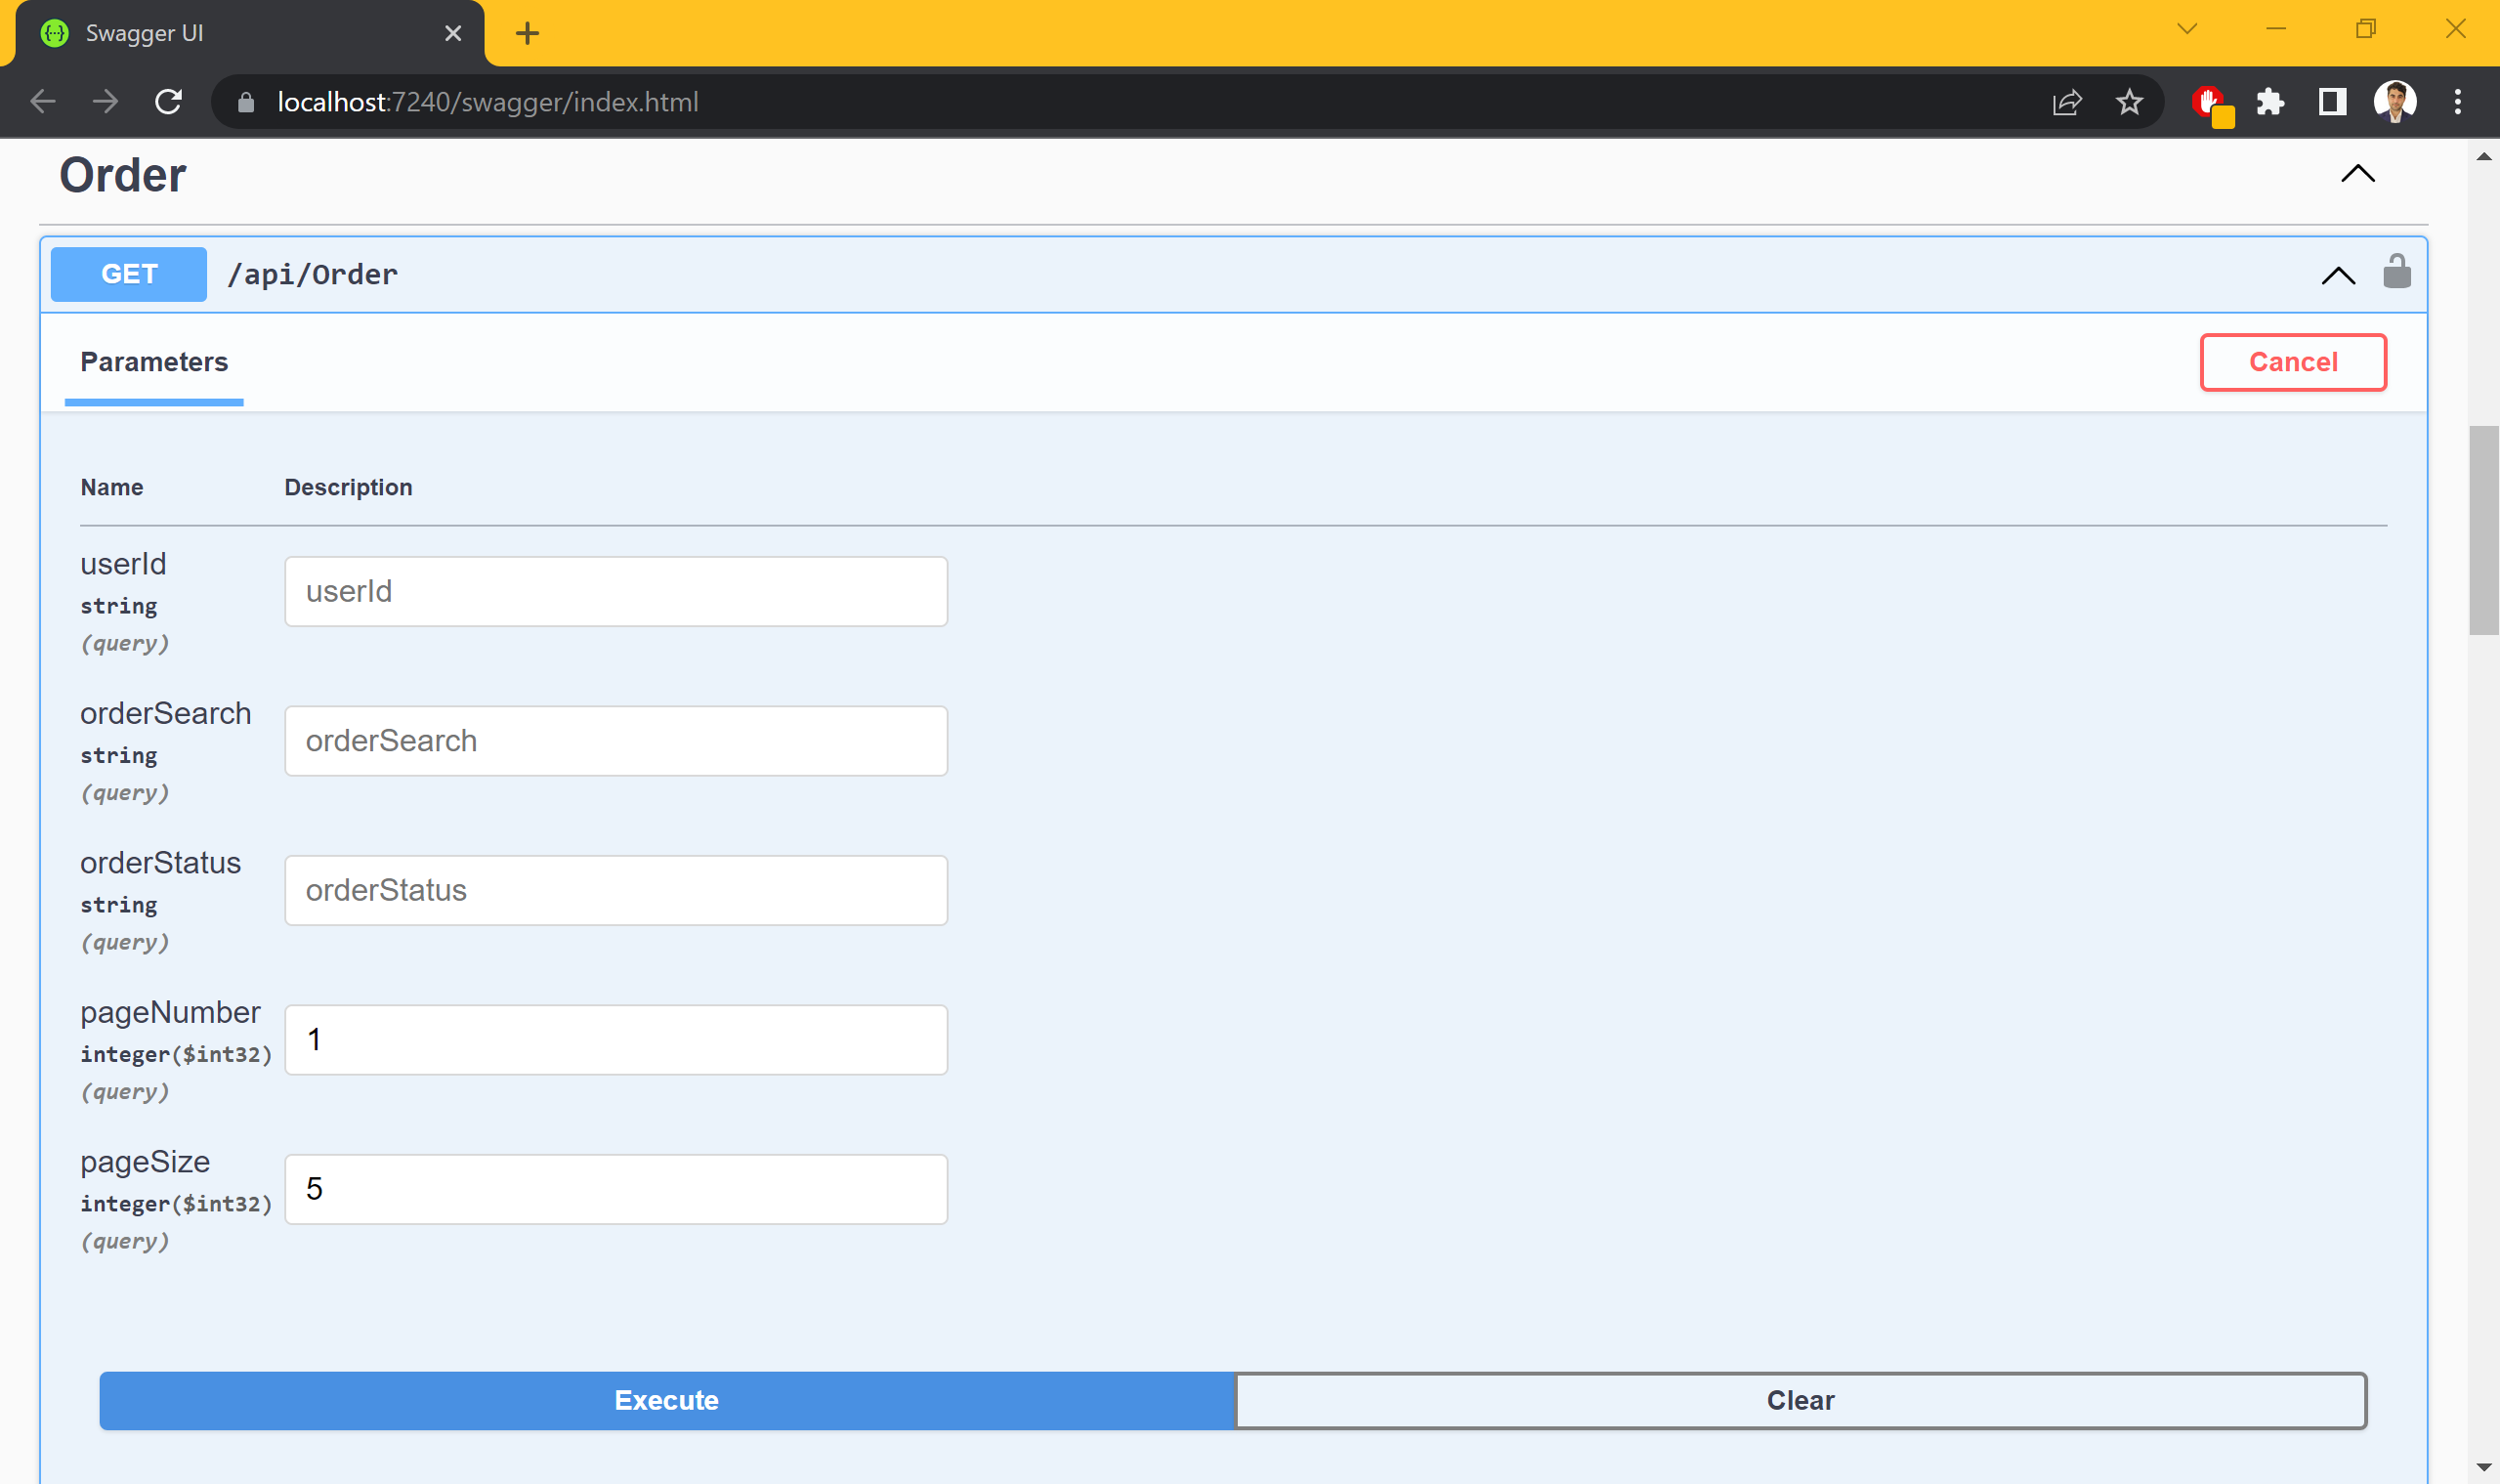 Swagger UI
localhost:7240/swagger/index.html
Order
GET /api/Order
Parameters
Cancel
Name Description
userId
string
(query)
userId
orderSearch
string
(query)
orderSearch
orderStatus
string
(query)
orderStatus
pageNumber
integer($int32)
(query)
1
pageSize
integer($int32)
(query)
5
Execute
Clear